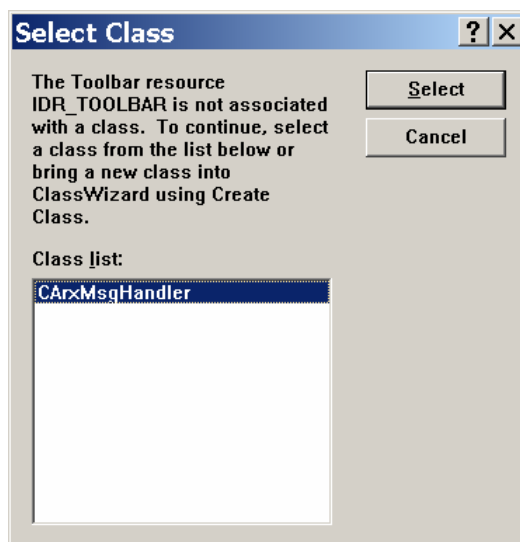 Select Class
The Toolbar resource
IDR_TOOLBAR is not associated
with a class. To continue, select
a class from the list below or
bring a new class into
ClassWizard using Create
Class.
Select
Cancel
Class list:
CArxMsgHandler